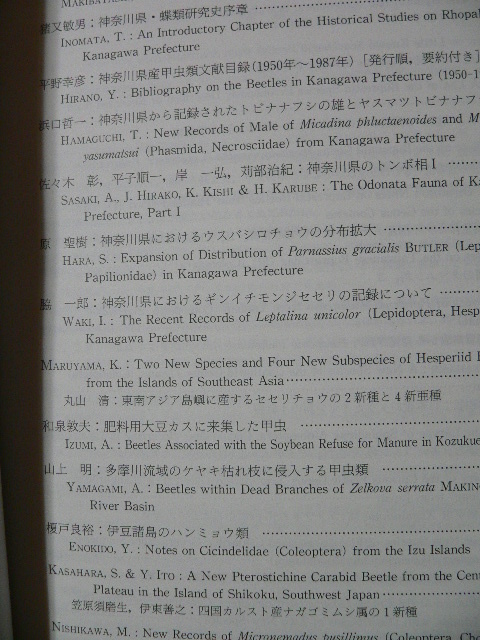 猪又敏男：神奈川県・蝶類研究史序章
INOMATA, T. : An Introductory Chapter of the Historical Studies on Rhopal
Kanagawa Prefecture
平野幸彦：神奈川県産甲虫類文献目録(1950年～1987年)［発行順，要約付き］
HIRANO, Y. : Bibliography on the Beetles in Kanagawa Prefecture (1950-1
浜口哲一：神奈川県から記録されたトビナナフシの雄とヤスマツトビナナフ
HAMAGUCHI, T. : New Records of Male of Micadina phluctaenoides and M
yasumatsui (Phasmida, Necrosciidae) from Kanagawa Prefecture
佐々木 彰，平子順一，岸 一弘，苅部治紀：神奈川県のトンボ相 I
SASAKI, A., J. HIRAKO, K. KISHI & H. KARUBE : The Odonata Fauna of Ka
Prefecture, Part I
原 聖樹：神奈川県におけるウスバシロチョウの分布拡大
HARA, S. : Expansion of Distribution of Parnassius gracialis BUTLER (Lep
Papilionidae) in Kanagawa Prefecture
脇 一郎：神奈川県におけるギンイチモンジセセリの記録について
WAKI, I. : The Recent Records of Leptalina unicolor (Lepidoptera, Hesp
Kanagawa Prefecture
MARUYAMA, K. : Two New Species and Four New Subspecies of Hesperiid
from the Islands of Southeast Asia
丸山 清：東南アジア島嶼に産するセセリチョウの2新種と4新亜種
和泉敦夫：肥料用大豆カスに来集した甲虫
IZUMI, A. : Beetles Associated with the Soybean Refuse for Manure in Kozukue
山上 明：多摩川流域のケヤキ枯れ枝に侵入する甲虫類
YAMAGAMI, A. : Beetles within Dead Branches of Zelkova serrata MAKINO
River Basin
榎戸良裕：伊豆諸島のハンミョウ類
ENOKIDO, Y. : Notes on Cicindelidae (Coleoptera) from the Izu Islands
KASAHARA, S. & Y. ITO : A New Pterostichine Carabid Beetle from the Cen
Plateau in the Island of Shikoku, Southwest Japan
笠原須磨生，伊東善之：四国カルスト産ナガゴミムシ属の1新種
NISHIKAWA, M. : New Records of Micronemadus pusillimus (Coleoptera, Cho